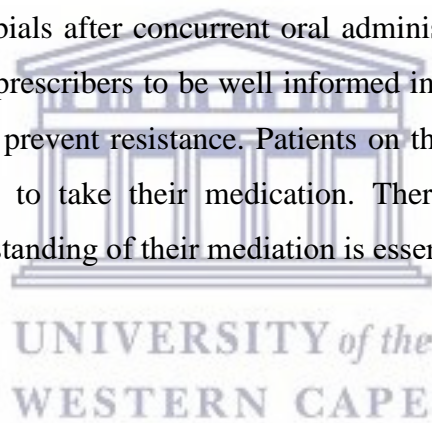 pials after concurrent oral adminis
prescribers to be well informed in
prevent resistance. Patients on th
to take their medication. Ther
standing of their mediation is essen
UNIVERSITY of the
WESTERN CAPE